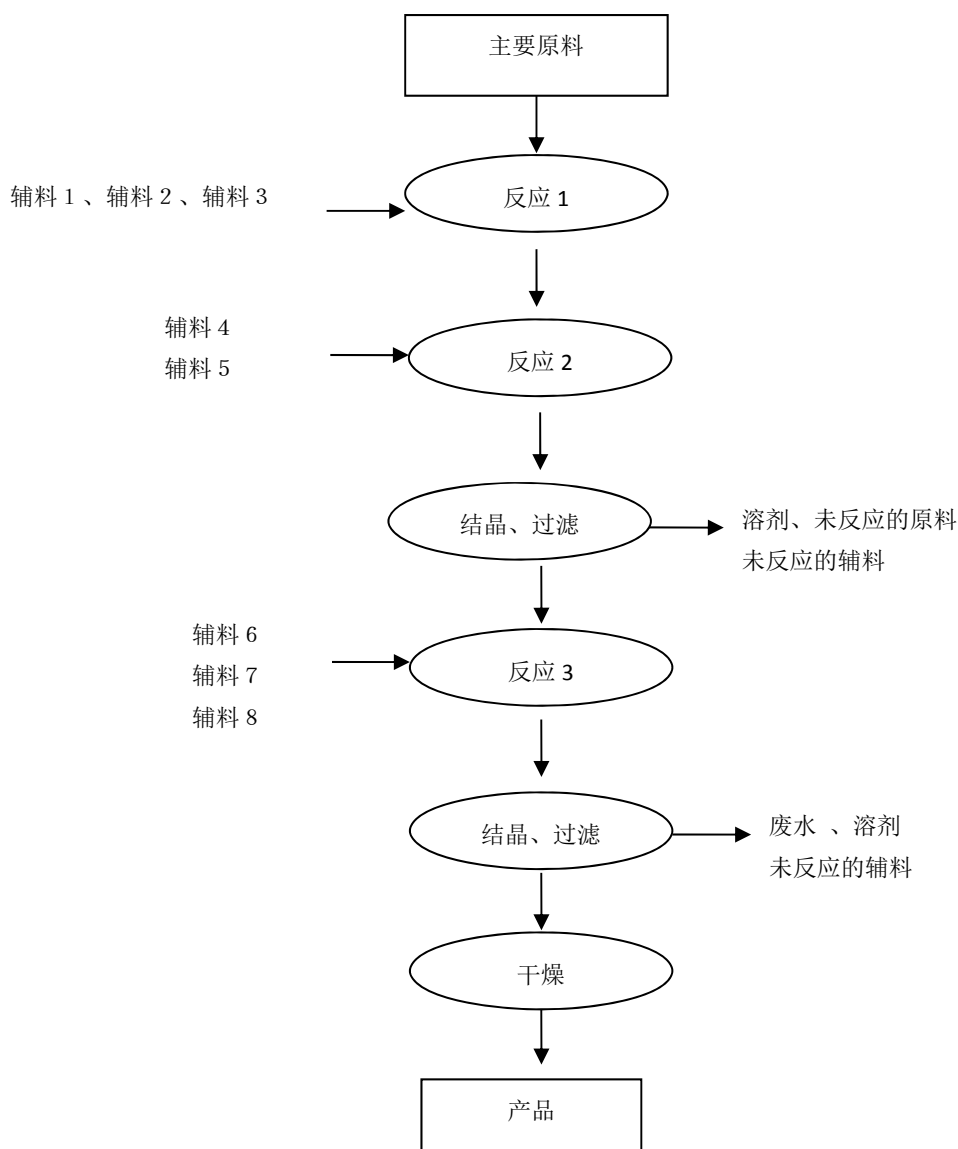 主要原料
辅料 1 、辅料 2 、辅料 3
反应 1
辅料 4
辅料 5
反应 2
结晶、过滤
溶剂、未反应的原料
未反应的辅料
辅料 6
辅料 7
辅料 8
反应 3
结晶、过滤
废水 、溶剂
未反应的辅料
干燥
产品